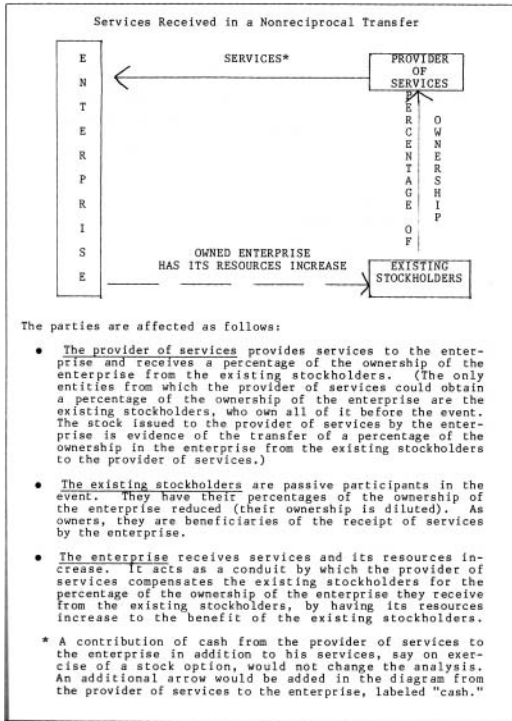 Services Received in a Nonreciprocal Transfer
ENTERPRISE
SERVICES*
PROVIDER
OF
SERVICES
PERCENTAGE OF
OWNERSHIP
OWNED ENTERPRISE
HAS ITS RESOURCES INCREASE
EXISTING
STOCKHOLDERS
The parties are affected as follows:
● The provider of services provides services to the enter-
prise and receives a percentage of the ownership of the
enterprise from the existing stockholders. (The only
entities from which the provider of services could obtain
a percentage of the ownership of the enterprise are the
existing stockholders, who own all of it before the event.
The stock issued to the provider of services by the enter-
prise is evidence of the transfer of a percentage of the
ownership in the enterprise from the existing stockholders
to the provider of services.)
● The existing stockholders are passive participants in the
event. They have their percentages of the ownership of
the enterprise reduced (their ownership is diluted). As
owners, they are beneficiaries of the receipt of services
by the enterprise.
● The enterprise receives services and its resources in-
crease. It acts as a conduit by which the provider of
services compensates the existing stockholders for the
percentage of the ownership of the enterprise they receive
from the existing stockholders, by having its resources
increase to the benefit of the existing stockholders.
* A contribution of cash from the provider of services to
the enterprise in addition to his services, say on exer-
cise of a stock option, would not change the analysis.
An additional arrow would be added in the diagram from
the provider of services to the enterprise, labeled "cash."